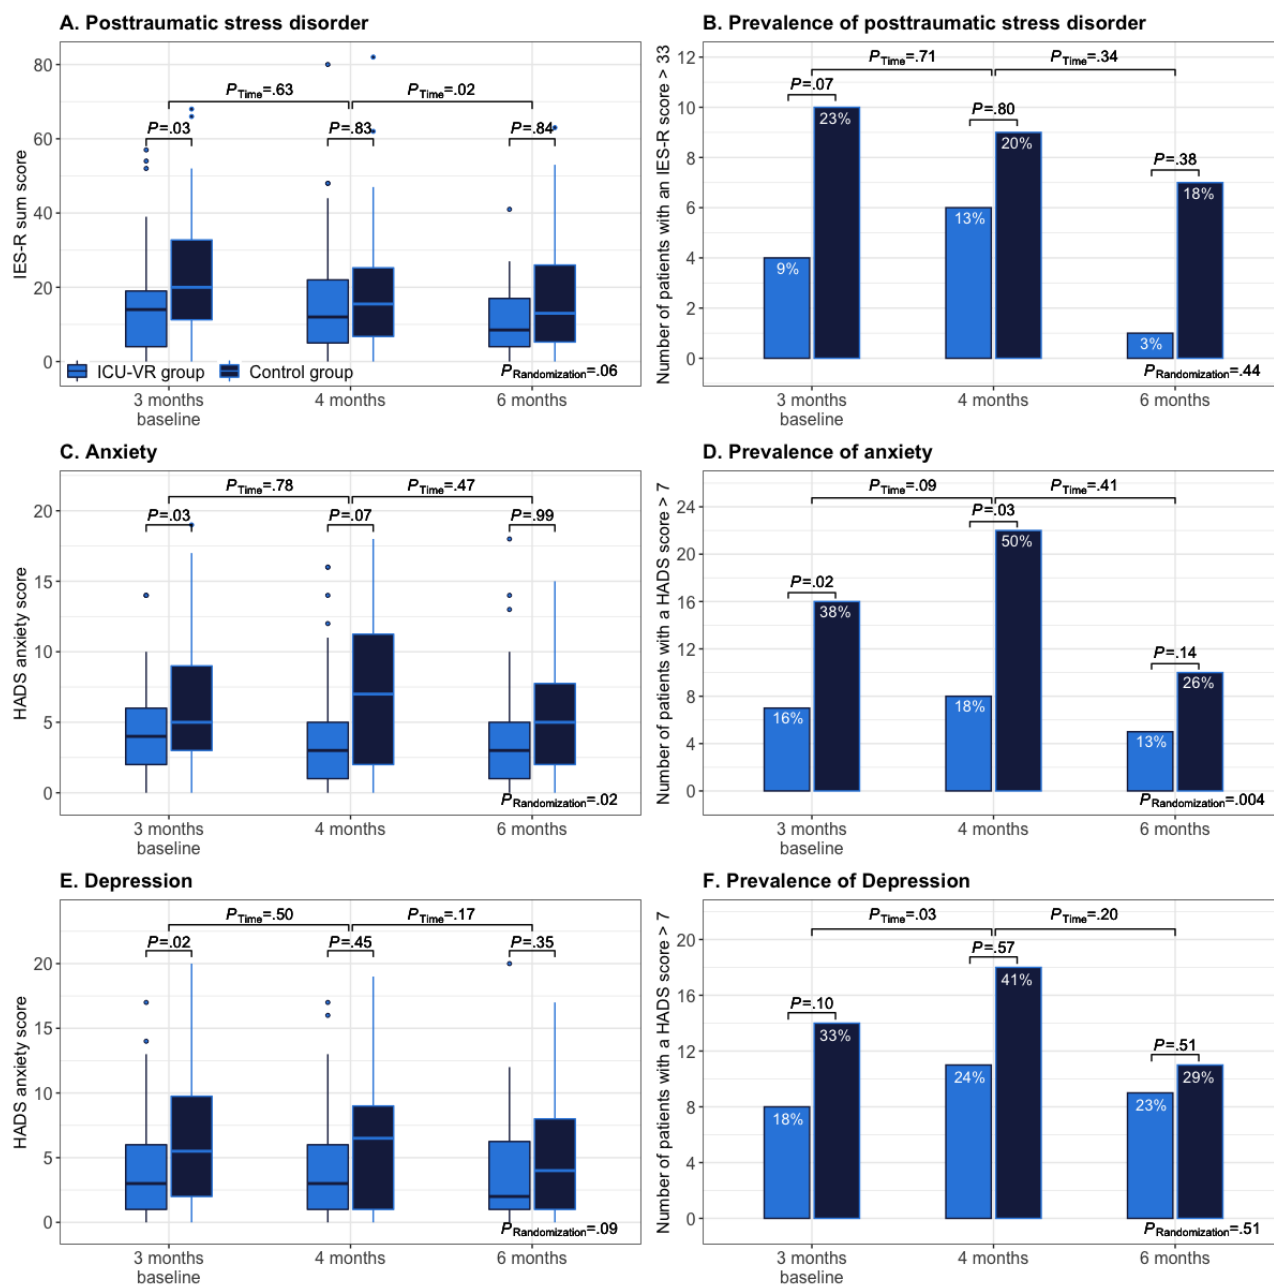 A. Posttraumatic stress disorder
IES-R sum score
80
60
40
20
0
PTime=.63
PTime=.02
P=.03
P=.83
P=.84
ICU-VR group
Control group
PRandomization=.06
3 months
baseline
4 months
6 months
B. Prevalence of posttraumatic stress disorder
Number of patients with an IES-R score > 33
12
10
8
6
4
2
0
PTime=.71
PTime=.34
P=.07
P=.80
P=.38
9%
23%
13%
20%
3%
18%
PRandomization=.44
3 months
baseline
4 months
6 months
C. Anxiety
HADS anxiety score
20
15
10
5
0
PTime=.78
PTime=.47
P=.03
P=.07
P=.99
PRandomization=.02
3 months
baseline
4 months
6 months
D. Prevalence of anxiety
Number of patients with a HADS score > 7
24
22
16
12
8
4
0
PTime=.09
PTime=.41
P=.02
P=.03
P=.14
16%
38%
18%
50%
13%
26%
PRandomization=.004
3 months
baseline
4 months
6 months
E. Depression
HADS anxiety score
20
15
10
5
0
PTime=.50
PTime=.17
P=.02
P=.45
P=.35
PRandomization=.09
3 months
baseline
4 months
6 months
F. Prevalence of Depression
Number of patients with a HADS score > 7
20
16
12
8
4
0
PTime=.03
PTime=.20
P=.10
P=.57
P=.51
18%
33%
24%
41%
23%
29%
PRandomization=.51
3 months
baseline
4 months
6 months